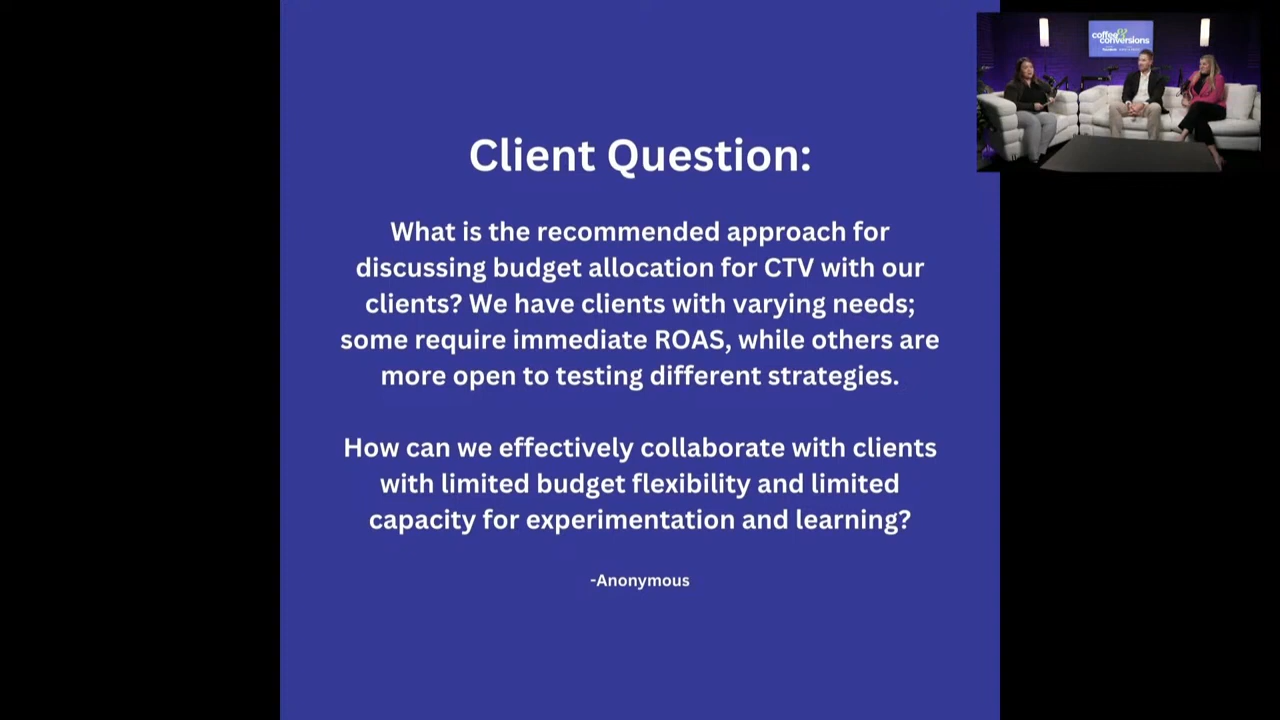 Client Question:
What is the recommended approach for
discussing budget allocation for CTV with our
clients? We have clients with varying needs;
some require immediate ROAS, while others are
more open to testing different strategies.
How can we effectively collaborate with clients
with limited budget flexibility and limited
capacity for experimentation and learning?
-Anonymous
coffee &
conversions